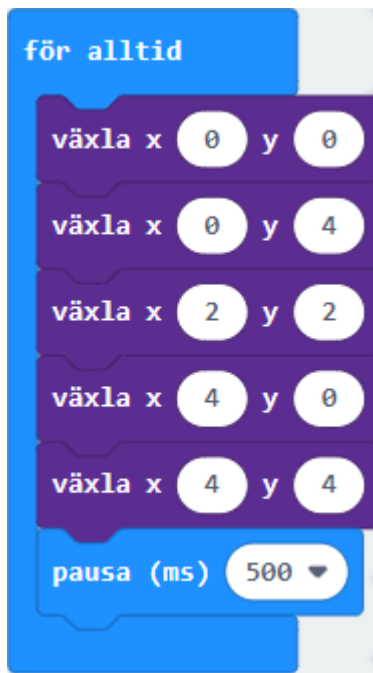 för alltid
växla x 0 y 0
växla x 0 y 4
växla x 2 y 2
växla x 4 y 0
växla x 4 y 4
pausa (ms) 500